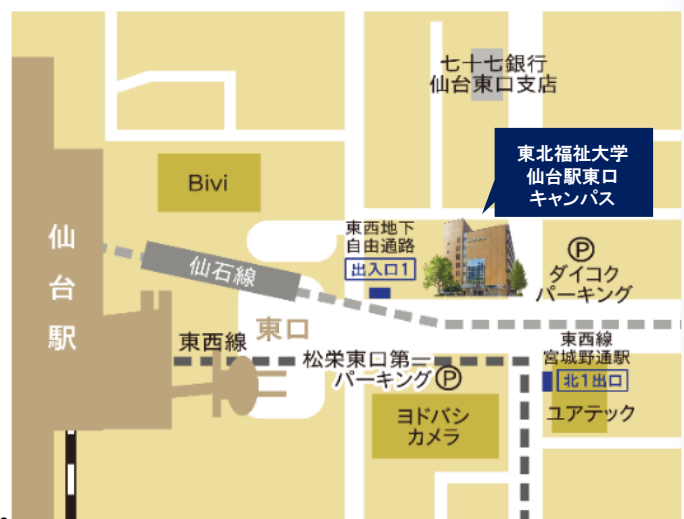 七十七銀行
仙台東口支店
東北福祉大学
仙台駅東口
キャンパス
Bivi
仙台駅
仙石線
東西地下
自由通路
出入口1
P
ダイコク
パーキング
東口
東西線
松栄東口第一
パーキング P
東西線
宮城野通駅
北1出口
ヨドバシ
カメラ
ユアテック